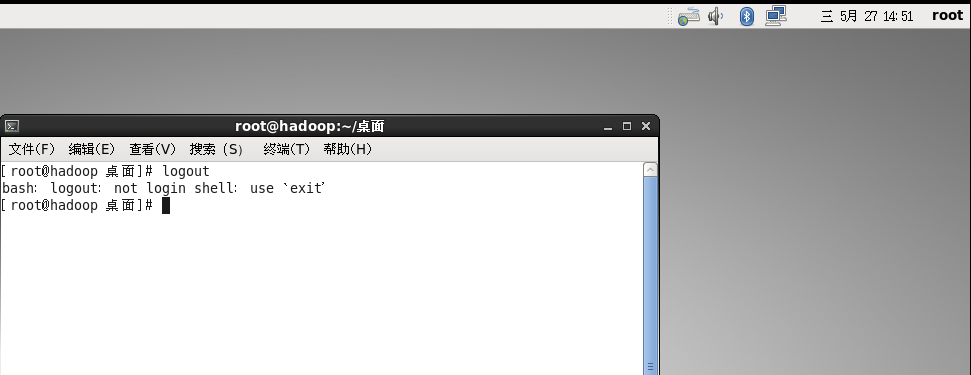 三 5月 27 14:51 root
root@hadoop:~/桌面
文件(F) 编辑(E) 查看(V) 搜索 (S) 终端(T) 帮助(H)
[root@hadoop 桌面]# logout
bash: logout: not login shell: use `exit'
[root@hadoop 桌面]#